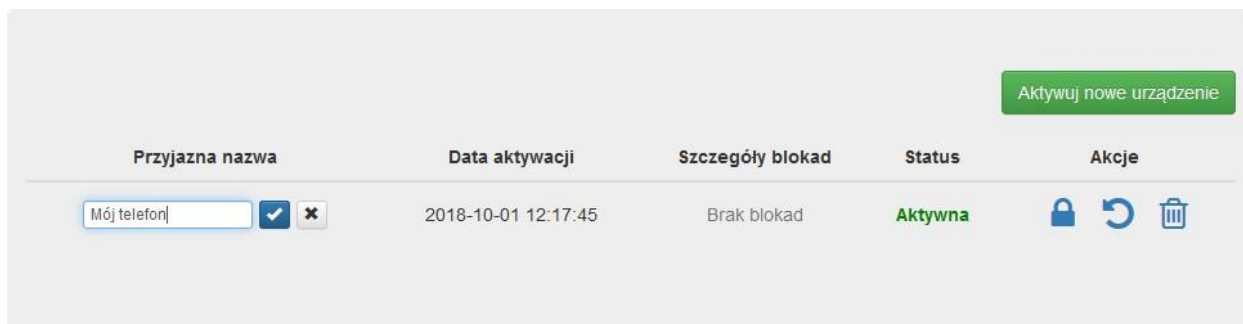 Aktywuj nowe urządzenie
Przyjazna nazwa Data aktywacji Szczegóły blokad Status Akcje
Mój telefon 2018-10-01 12:17:45 Brak blokad Aktywna